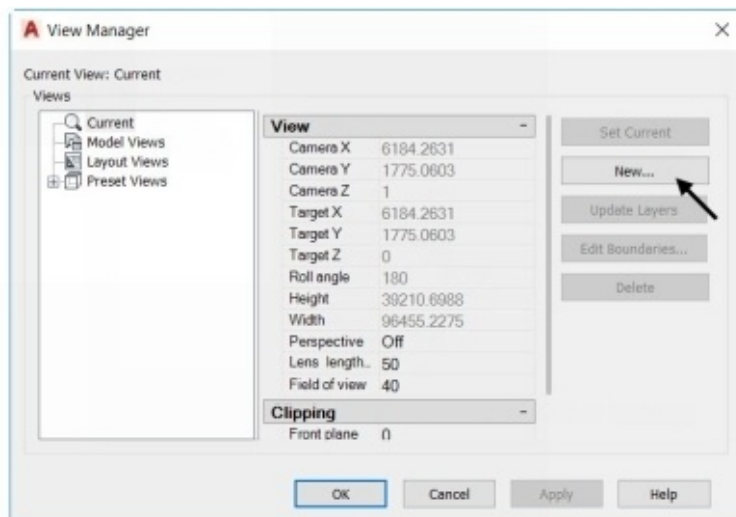 View Manager
Current View: Current
Views
Current
Model Views
Layout Views
Preset Views
View
Camera X 6184.2631
Camera Y 1775.0603
Camera Z 1
Target X 6184.2631
Target Y 1775.0603
Target Z 0
Roll angle 180
Height 39210.6988
Width 96455.2275
Perspective Off
Lens length.. 50
Field of view 40
Clipping
Front plane 0
Set Current
New...
Update Layers
Edit Boundaries...
Delete
OK Cancel Apply Help